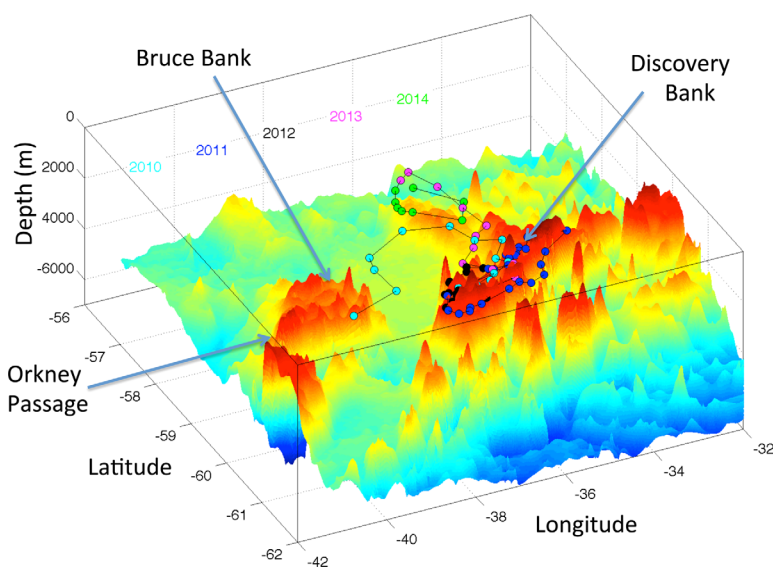 Bruce Bank
Discovery
Bank
2010
2011
2012
2013
2014
Depth (m)
0
2000
-4000
-6000
-56
-57
-58
-59
-60
-61
-62
Latitude
Orkney
Passage
-42
-40
-38
-36
-34
-32
Longitude